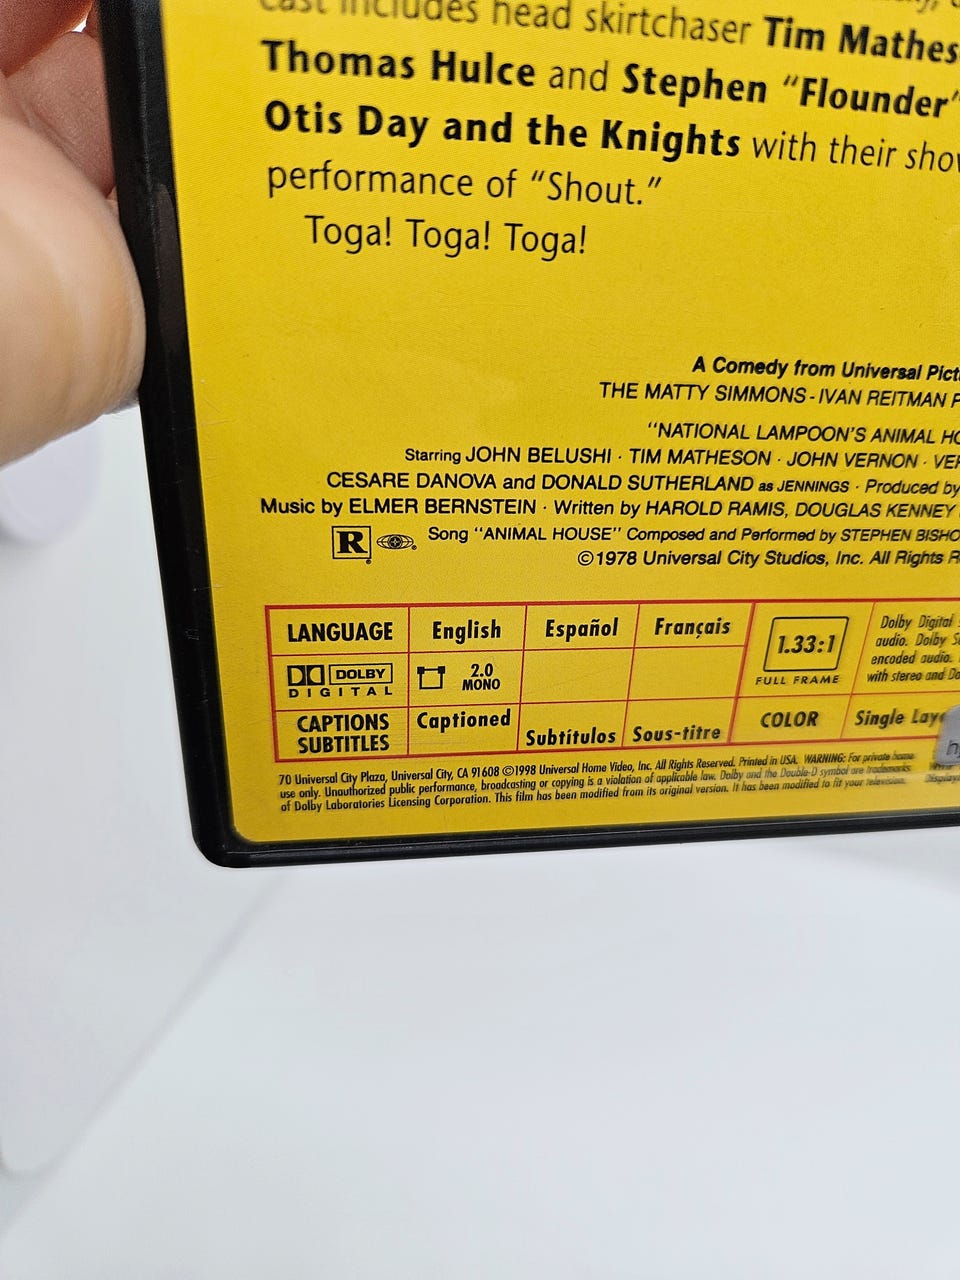 cast includes head skirtchaser Tim Mathes
Thomas Hulce and Stephen "Flounder"
Otis Day and the Knights with their sho
performance of "Shout."
Toga! Toga! Toga!
A Comedy from Universal Pict
THE MATTY SIMMONS - IVAN REITMAN P
"NATIONAL LAMPOON'S ANIMAL HO
Starring JOHN BELUSHI · TIM MATHESON · JOHN VERNON · VER
CESARE DANOVA and DONALD SUTHERLAND as JENNINGS · Produced by
Music by ELMER BERNSTEIN · Written by HAROLD RAMIS, DOUGLAS KENNEY
R Song "ANIMAL HOUSE" Composed and Performed by STEPHEN BISHO
©1978 Universal City Studios, Inc. All Rights R
LANGUAGE English Español Français
DOLBY DIGITAL 2.0 MONO
CAPTIONS SUBTITLES Captioned Subtítulos Sous-titre
1.33:1
FULL FRAME
COLOR Single Lay
Dolby Digital
audio. Dolby S
encoded audio.
with stereo and Do
70 Universal City Plaza, Universal City, CA 91608 ©1998 Universal Home Video, Inc. All Rights Reserved. Printed in USA. WARNING: For private home
use only. Unauthorized public performance, broadcasting or copying is a violation of applicable law. Dolby and the Double-D symbol are trademarks
of Dolby Laboratories Licensing Corporation. This film has been modified from its original version. It has been modified to fit your television.